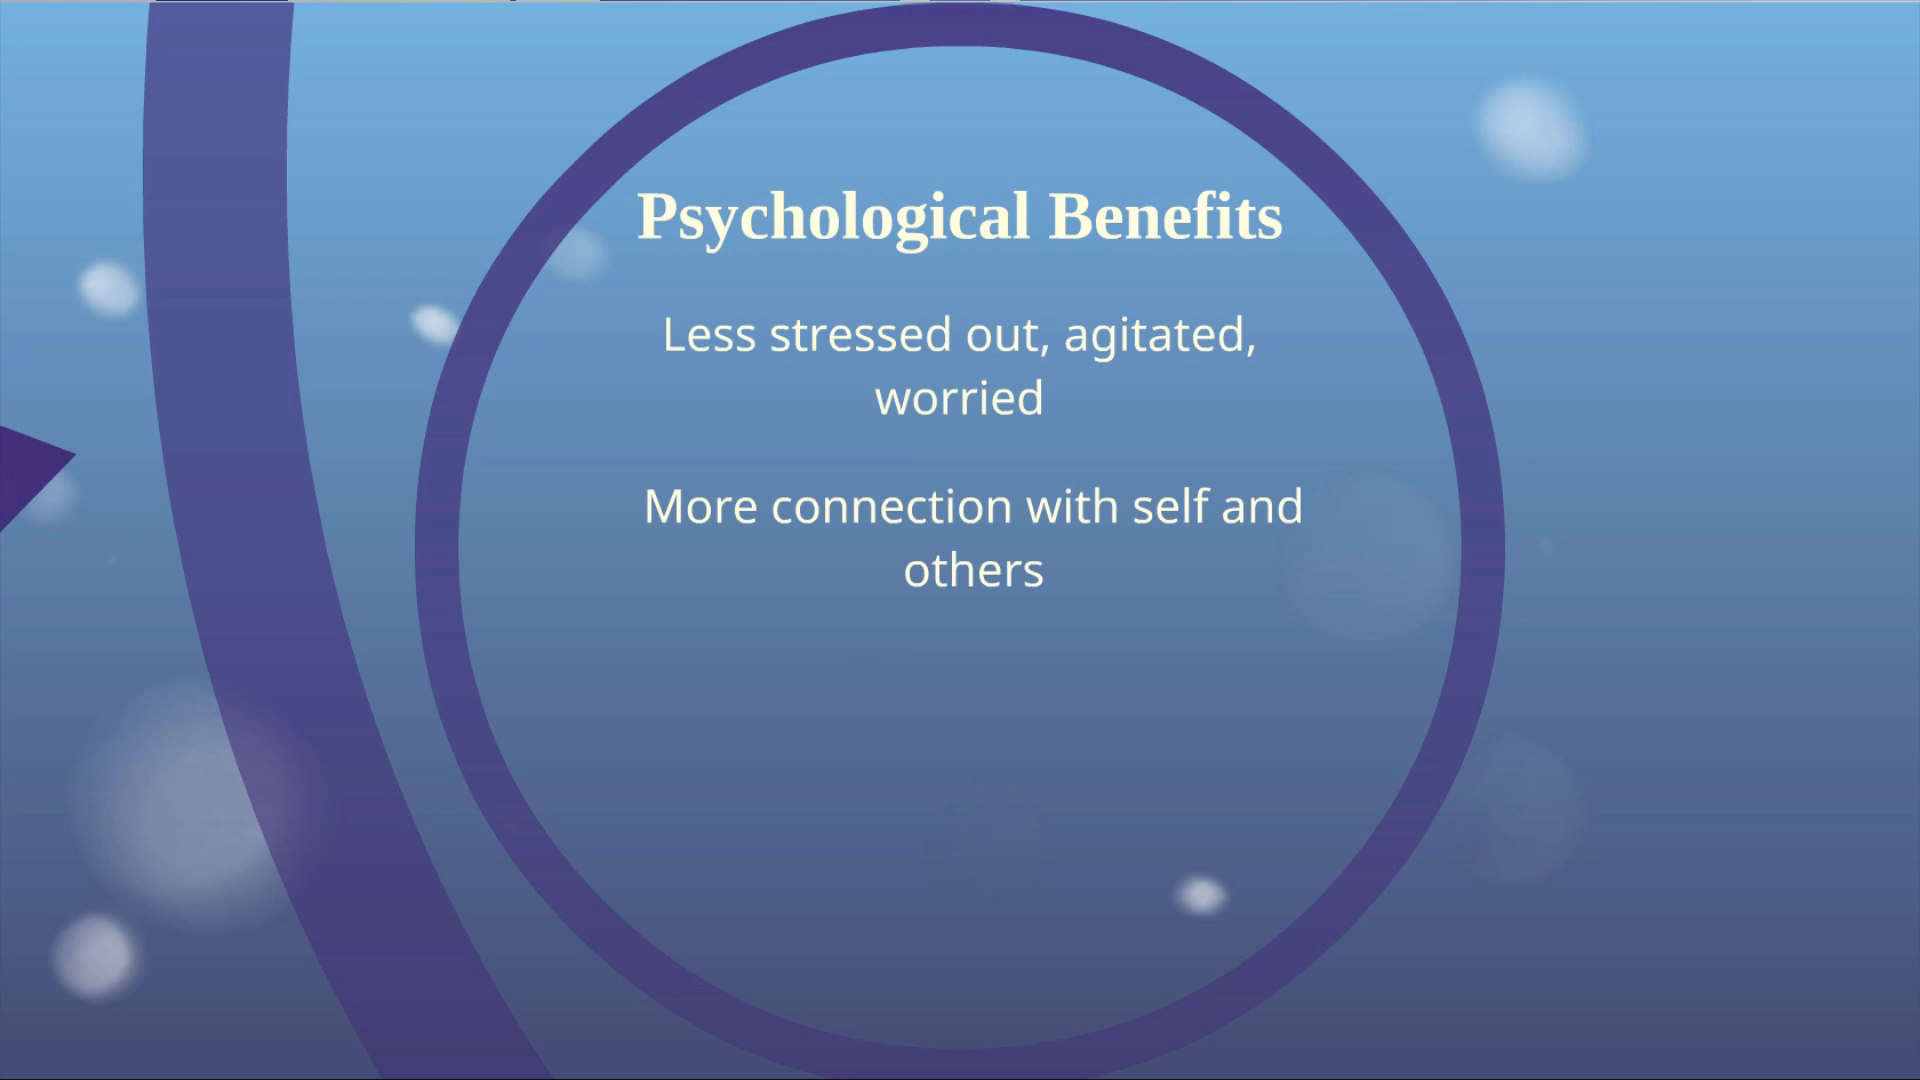 Psychological Benefits
Less stressed out, agitated,
worried
More connection with self and
others